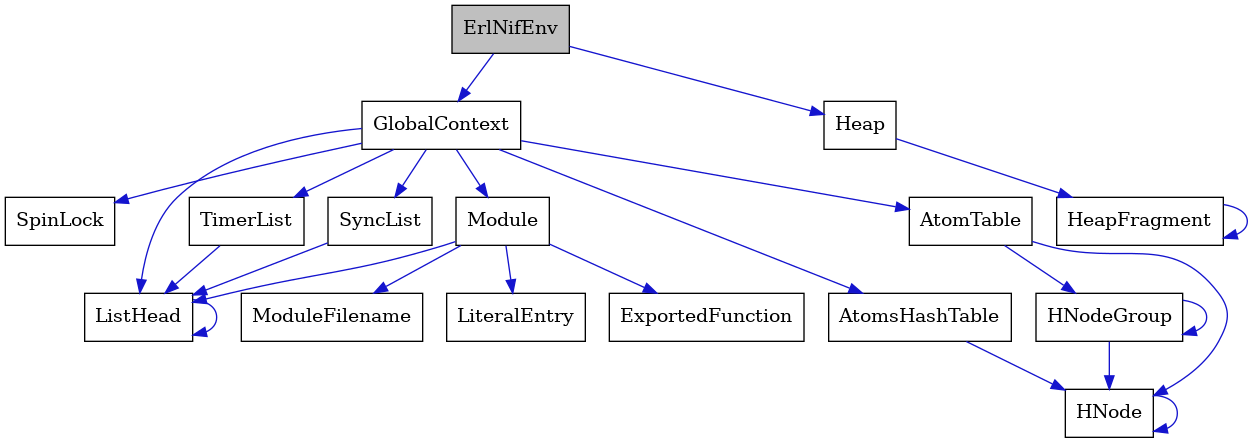 ErlNifEnv
GlobalContext
Heap
SpinLock
TimerList
SyncList
Module
AtomTable
HeapFragment
ListHead
ModuleFilename
LiteralEntry
ExportedFunction
AtomsHashTable
HNodeGroup
HNode